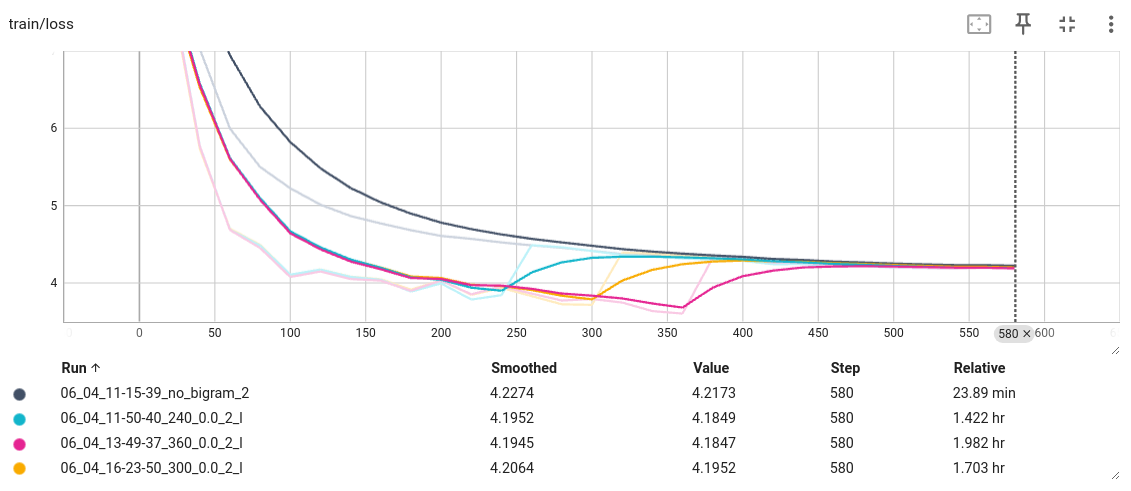 train/loss
6
5
4
0 50 100 150 200 250 300 350 400 450 500 550 580 × 600
Run ↑ Smoothed Value Step Relative
06_04_11-15-39_no_bigram_2 4.2274 4.2173 580 23.89 min
06_04_11-50-40_240_0.0_2_l 4.1952 4.1849 580 1.422 hr
06_04_13-49-37_360_0.0_2_l 4.1945 4.1847 580 1.982 hr
06_04_16-23-50_300_0.0_2_l 4.2064 4.1952 580 1.703 hr